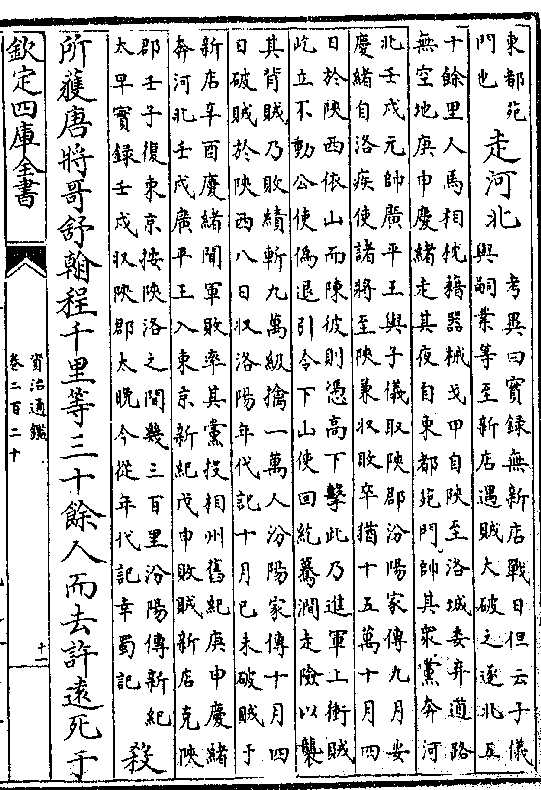 東都苑
門也
走河北
考異曰實錄無新店戰日但云子儀
與嗣業等至新店遇賊大破之逐北五
十餘里人馬相枕藉器械戈甲自陜至洛城委弃道路
無空地庚申慶緒走其夜自東都苑門帥其衆黨奔河
北壬戌元帥廣平王與子儀収陜郡汾陽家傳九月安
慶緒自洛疾使諸將至陜兼収敗卒猶十五萬十月四
日於陜西依山而陳彼則憑高下擊此乃進軍上衝賊
屹立不動公使僞退引令下山使回紇驀澗走險以襲
其背賊乃敗績斬九萬級擒一萬人汾陽家傳十月四
日破賊於陜西八日収洛陽年代記十月已未破賊于
新店辛酉慶緒聞軍敗率其黨投相州舊紀庚申慶緒
奔河北壬戌廣平王入東京新紀戊申敗賊新店克陜
郡壬子復東京按陜洛之間幾三百里汾陽傳新紀
太早實録壬戌収陜郡太晚今從年代記幸蜀記
殺
所獲唐將哥舒翰程千里等三十餘人而去許遠死于
欽定四庫全書
資治通鑑
卷二百二十
十一